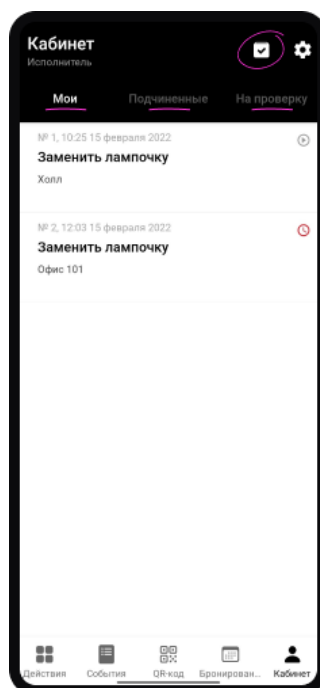 Кабинет
Исполнитель
Мои Подчиненные На проверку
№ 1, 10:25 15 февраля 2022
Заменить лампочку
Холл
№ 2, 12:03 15 февраля 2022
Заменить лампочку
Офис 101
Действия События QR-код Бронирован... Кабинет